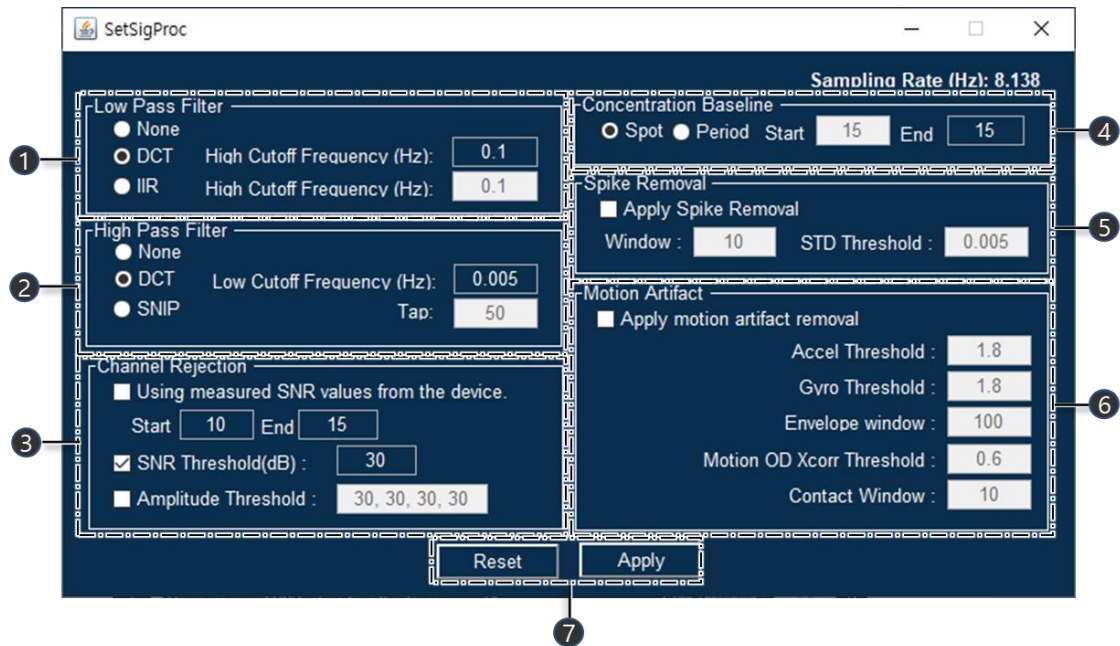 SetSigProc
Sampling Rate (Hz): 8.138
Low Pass Filter
None
DCT High Cutoff Frequency (Hz): 0.1
IIR High Cutoff Frequency (Hz): 0.1
1
High Pass Filter
None
DCT Low Cutoff Frequency (Hz): 0.005
SNIP Tap: 50
2
Channel Rejection
Using measured SNR values from the device.
Start 10 End 15
SNR Threshold(dB) : 30
Amplitude Threshold : 30, 30, 30, 30
3
Concentration Baseline
Spot Period Start 15 End 15
4
Spike Removal
Apply Spike Removal
Window : 10 STD Threshold : 0.005
5
Motion Artifact
Apply motion artifact removal
Accel Threshold : 1.8
Gyro Threshold : 1.8
Envelope window : 100
Motion OD Xcorr Threshold : 0.6
Contact Window : 10
6
Reset Apply
7